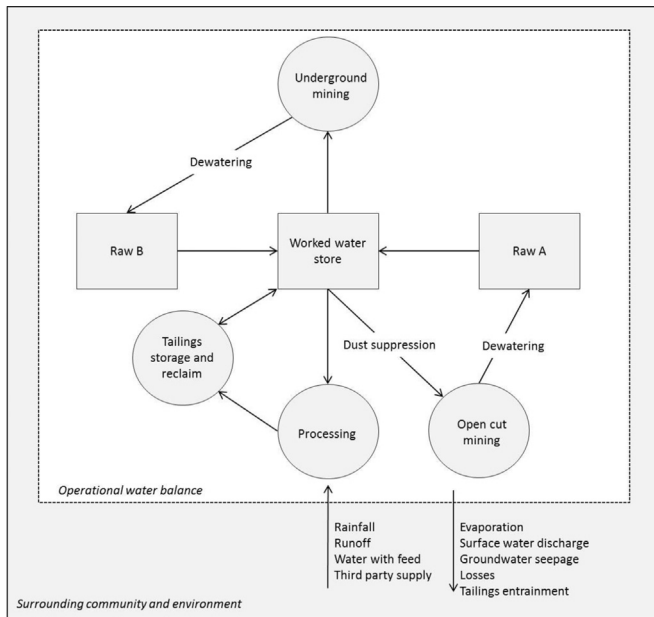 Underground
mining
Dewatering
Raw B
Worked water
store
Raw A
Tailings
storage and
reclaim
Dust suppression
Dewatering
Processing
Open cut
mining
Operational water balance
Rainfall
Runoff
Water with feed
Third party supply
Evaporation
Surface water discharge
Groundwater seepage
Losses
Tailings entrainment
Surrounding community and environment